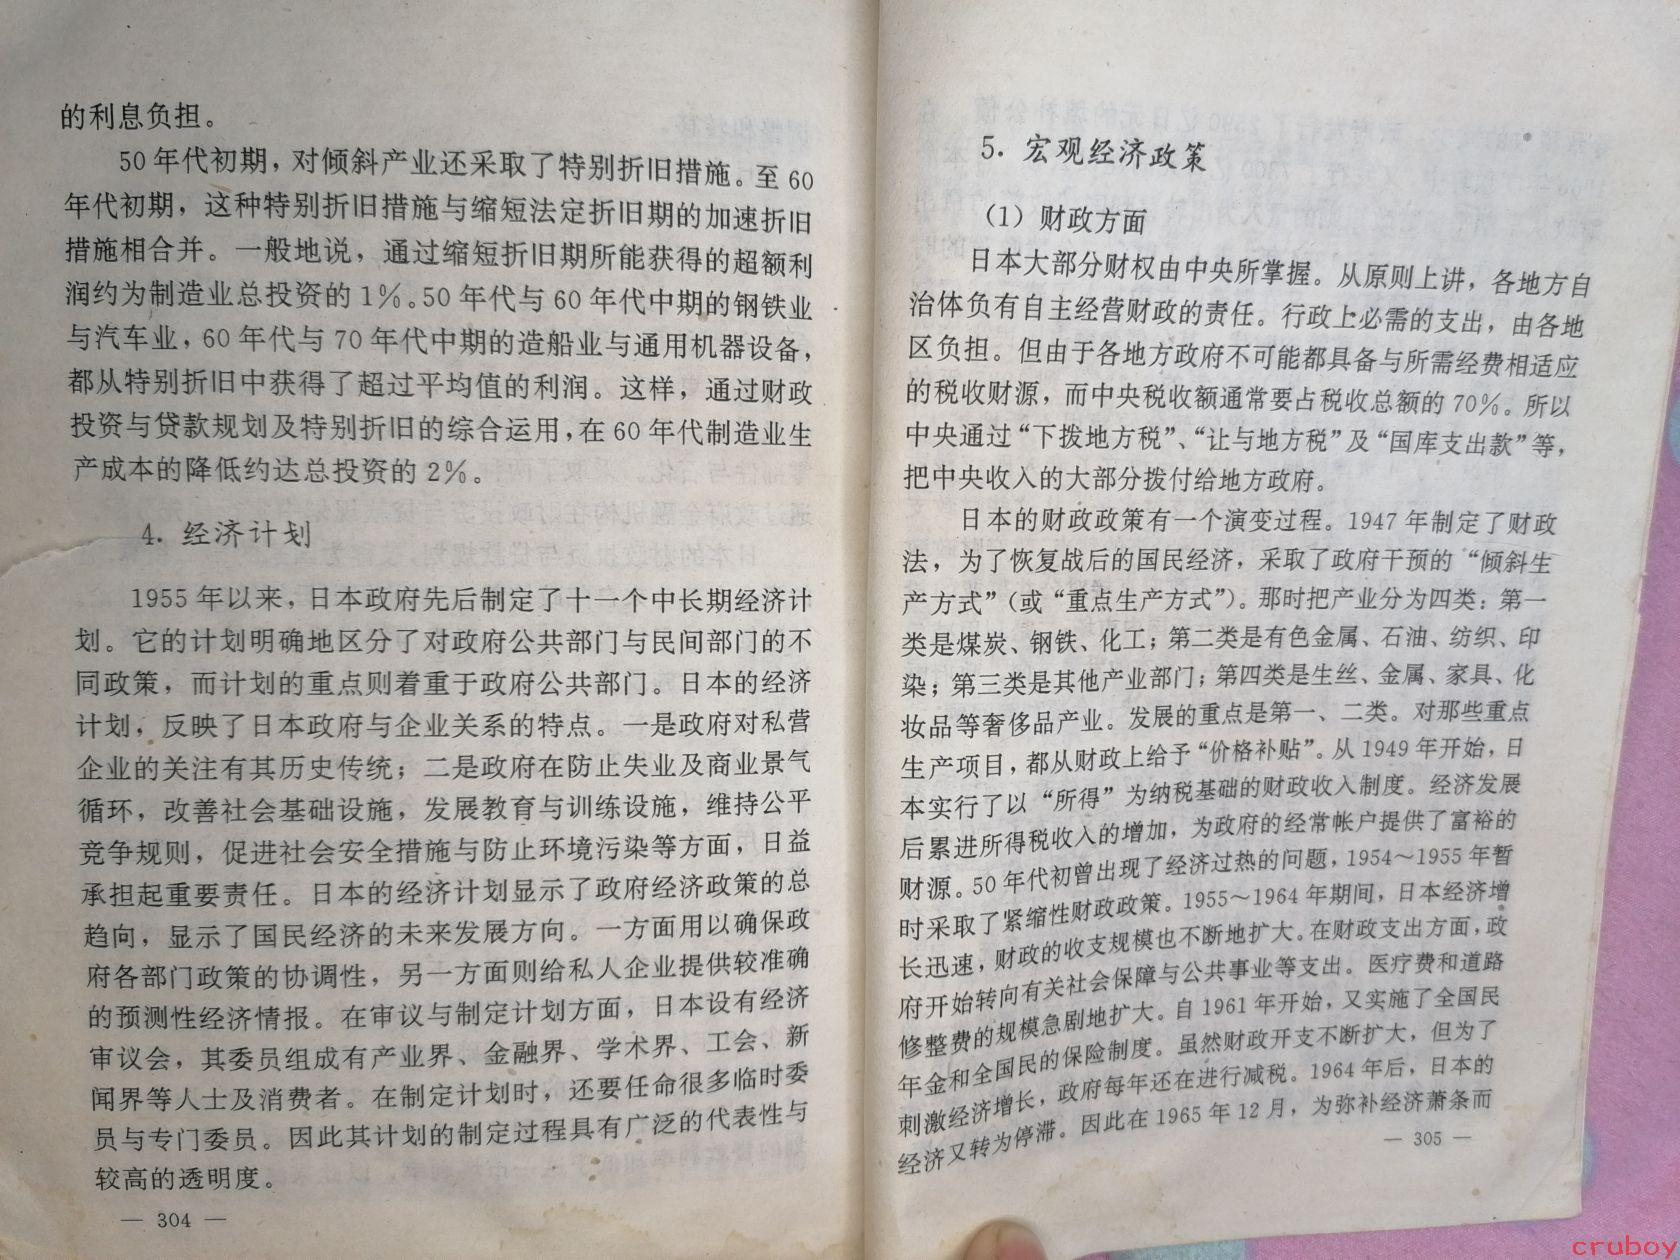 的利息负担。
50年代初期，对倾斜产业还采取了特别折旧措施。至60
年代初期，这种特别折旧措施与缩短法定折旧期的加速折旧
措施相合并。一般地说，通过缩短折旧期所能获得的超额利
润约为制造业总投资的1%。50年代与60年代中期的钢铁业
与汽车业，60年代与70年代中期的造船业与通用机器设备，
都从特别折旧中获得了超过平均值的利润。这样，通过财政
投资与贷款规划及特别折旧的综合运用，在60年代制造业生
产成本的降低约达总投资的2%。
4. 经济计划
1955年以来，日本政府先后制定了十一个中长期经济计
划。它的计划明确地区分了对政府公共部门与民间部门的不
同政策，而计划的重点则着重于政府公共部门。日本的经济
计划，反映了日本政府与企业关系的特点。一是政府对私营
企业的关注有其历史传统；二是政府在防止失业及商业景气
循环，改善社会基础设施，发展教育与训练设施，维持公平
竞争规则，促进社会安全措施与防止环境污染等方面，日益
承担起重要责任。日本的经济计划显示了政府经济政策的总
趋向，显示了国民经济的未来发展方向。一方面用以确保政
府各部门政策的协调性，另一方面则给私人企业提供较准确
的预测性经济情报。在审议与制定计划方面，日本设有经济
审议会，其委员组成有产业界、金融界、学术界、工会、新
闻界等人士及消费者。在制定计划时，还要任命很多临时委
员与专门委员。因此其计划的制定过程具有广泛的代表性与
较高的透明度。
— 304 —
5. 宏观经济政策
（1）财政方面
日本大部分财权由中央所掌握。从原则上讲，各地方自
治体负有自主经营财政的责任。行政上必需的支出，由各地
区负担。但由于各地方政府不可能都具备与所需经费相适应
的税收财源，而中央税收额通常要占税收总额的70%。所以
中央通过“下拨地方税”、“让与地方税”及“国库支出款”等，
把中央收入的大部分拨付给地方政府。
日本的财政政策有一个演变过程。1947年制定了财政
法，为了恢复战后的国民经济，采取了政府干预的“倾斜生
产方式”（或“重点生产方式”）。那时把产业分为四类：第一
类是煤炭、钢铁、化工；第二类是有色金属、石油、纺织、印
染；第三类是其他产业部门；第四类是生丝、金属、家具、化
妆品等奢侈品产业。发展的重点是第一、二类。对那些重点
生产项目，都从财政上给予“价格补贴”。从1949年开始，日
本实行了以“所得”为纳税基础的财政收入制度。经济发展
后累进所得税收入的增加，为政府的经常帐户提供了富裕的
财源。50年代初曾出现了经济过热的问题，1954～1955年暂
时采取了紧缩性财政政策。1955～1964年期间，日本经济增
长迅速，财政的收支规模也不断地扩大。在财政支出方面，政
府开始转向有关社会保障与公共事业等支出。医疗费和道路
修整费的规模急剧地扩大。自1961年开始，又实施了全国民
年金和全国民的保险制度。虽然财政开支不断扩大，但为了
刺激经济增长，政府每年还在进行减税。1964年后，日本的
经济又转为停滞。因此在1965年12月，为弥补经济萧条而
— 305 —
cruboy